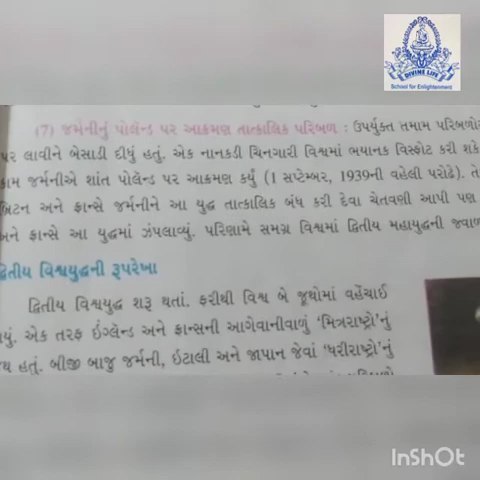 DIVINE LIFE
School for Enlightenment
(7) જર્મનીનું પોલૅન્ડ પર આક્રમણ તાત્કાલિક પરિબળ : ઉપર્યુક્ત તમામ પરિબળોએ
પર લાવીને બેસાડી દીધું હતું. એક નાનકડી ચિનગારી વિશ્વમાં ભયાનક વિસ્ફોટ કરી શકે
કામ જર્મનીએ શાંત પોલૅન્ડ પર આક્રમણ કર્યું (1 સપ્ટેમ્બર, 1939ની વહેલી પરોઢે). તે
બ્રિટન અને ફ્રાન્સે જર્મનીને આ યુદ્ધ તાત્કાલિક બંધ કરી દેવા ચેતવણી આપી પણ
અને ફ્રાન્સે આ યુદ્ધમાં ઝંપલાવ્યું. પરિણામે સમગ્ર વિશ્વમાં દ્વિતીય મહાયુદ્ધની જવાળ
દ્વિતીય વિશ્વયુદ્ધની રૂપરેખા
દ્વિતીય વિશ્વયુદ્ધ શરૂ થતાં. ફરીથી વિશ્વ બે જૂથોમાં વહેંચાઈ
યું. એક તરફ ઇંગ્લૅન્ડ અને ફ્રાન્સની આગેવાનીવાળું ‘મિત્રરાષ્ટ્રો’નું
થ હતું. બીજી બાજુ જર્મની, ઇટાલી અને જાપાન જેવાં ‘ધરીરાષ્ટ્રો’નું
InShOt